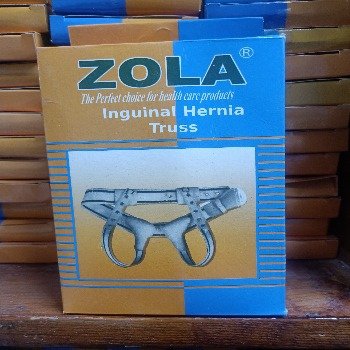 ZOLA®
The Perfect choice for health care products
Inguinal Hernia
Truss